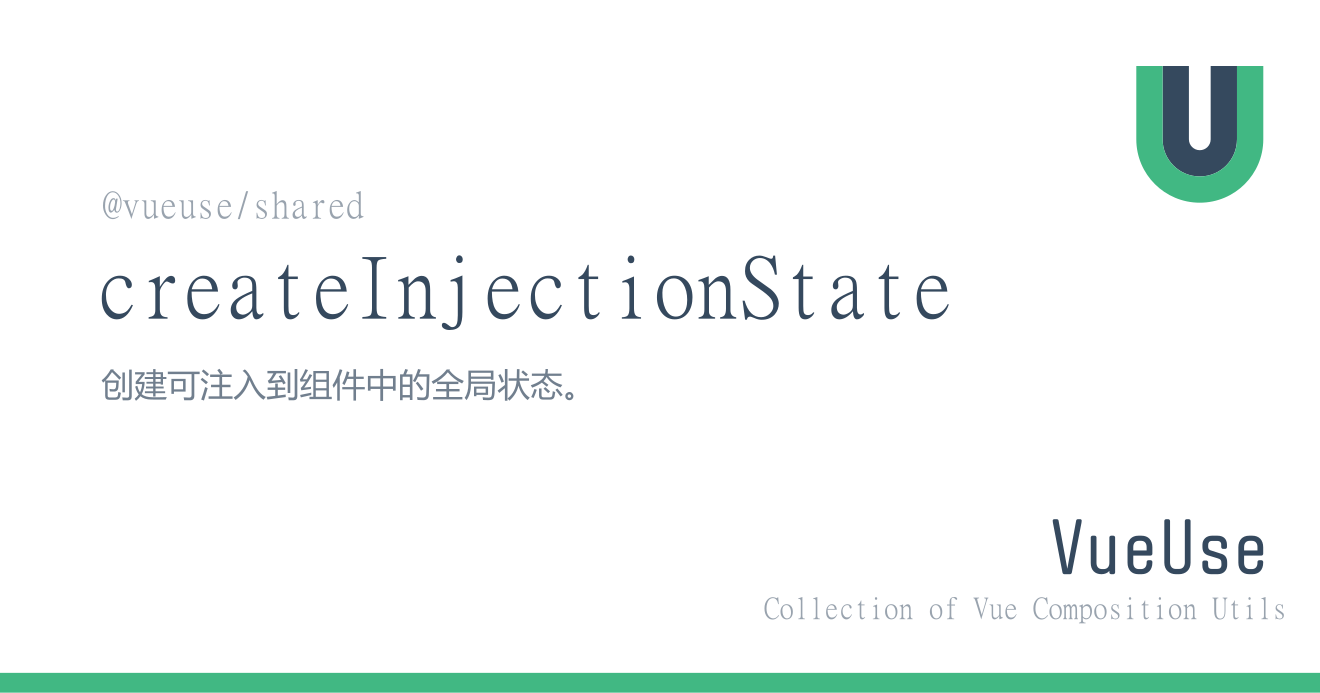 @vueuse/shared
createInjectionState
创建可注入到组件中的全局状态。
VueUse
Collection of Vue Composition Utils